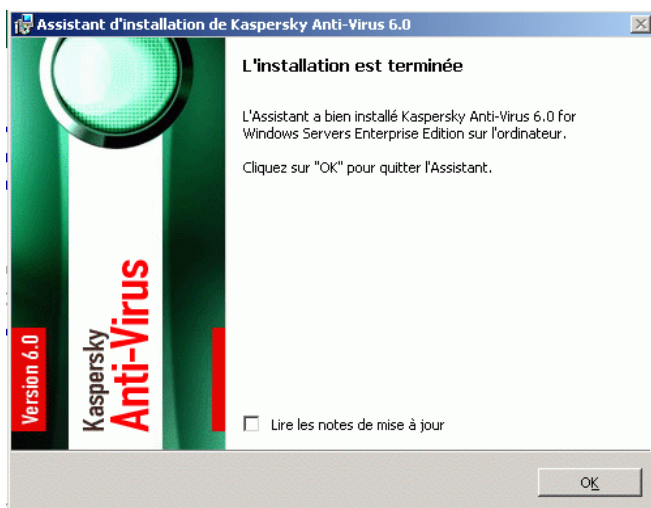 Assistant d'installation de Kaspersky Anti-Virus 6.0
L'installation est terminée
L'Assistant a bien installé Kaspersky Anti-Virus 6.0 for
Windows Servers Enterprise Edition sur l'ordinateur.
Cliquez sur "OK" pour quitter l'Assistant.
Version 6.0
Kaspersky
Anti-Virus
Lire les notes de mise à jour
OK